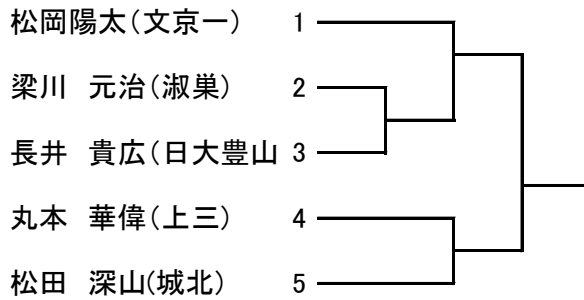 松岡陽太(文京一) 1
梁川 元治(淑巣) 2
長井 貴広(日大豊山 3
丸本 華偉(上三) 4
松田 深山(城北) 5